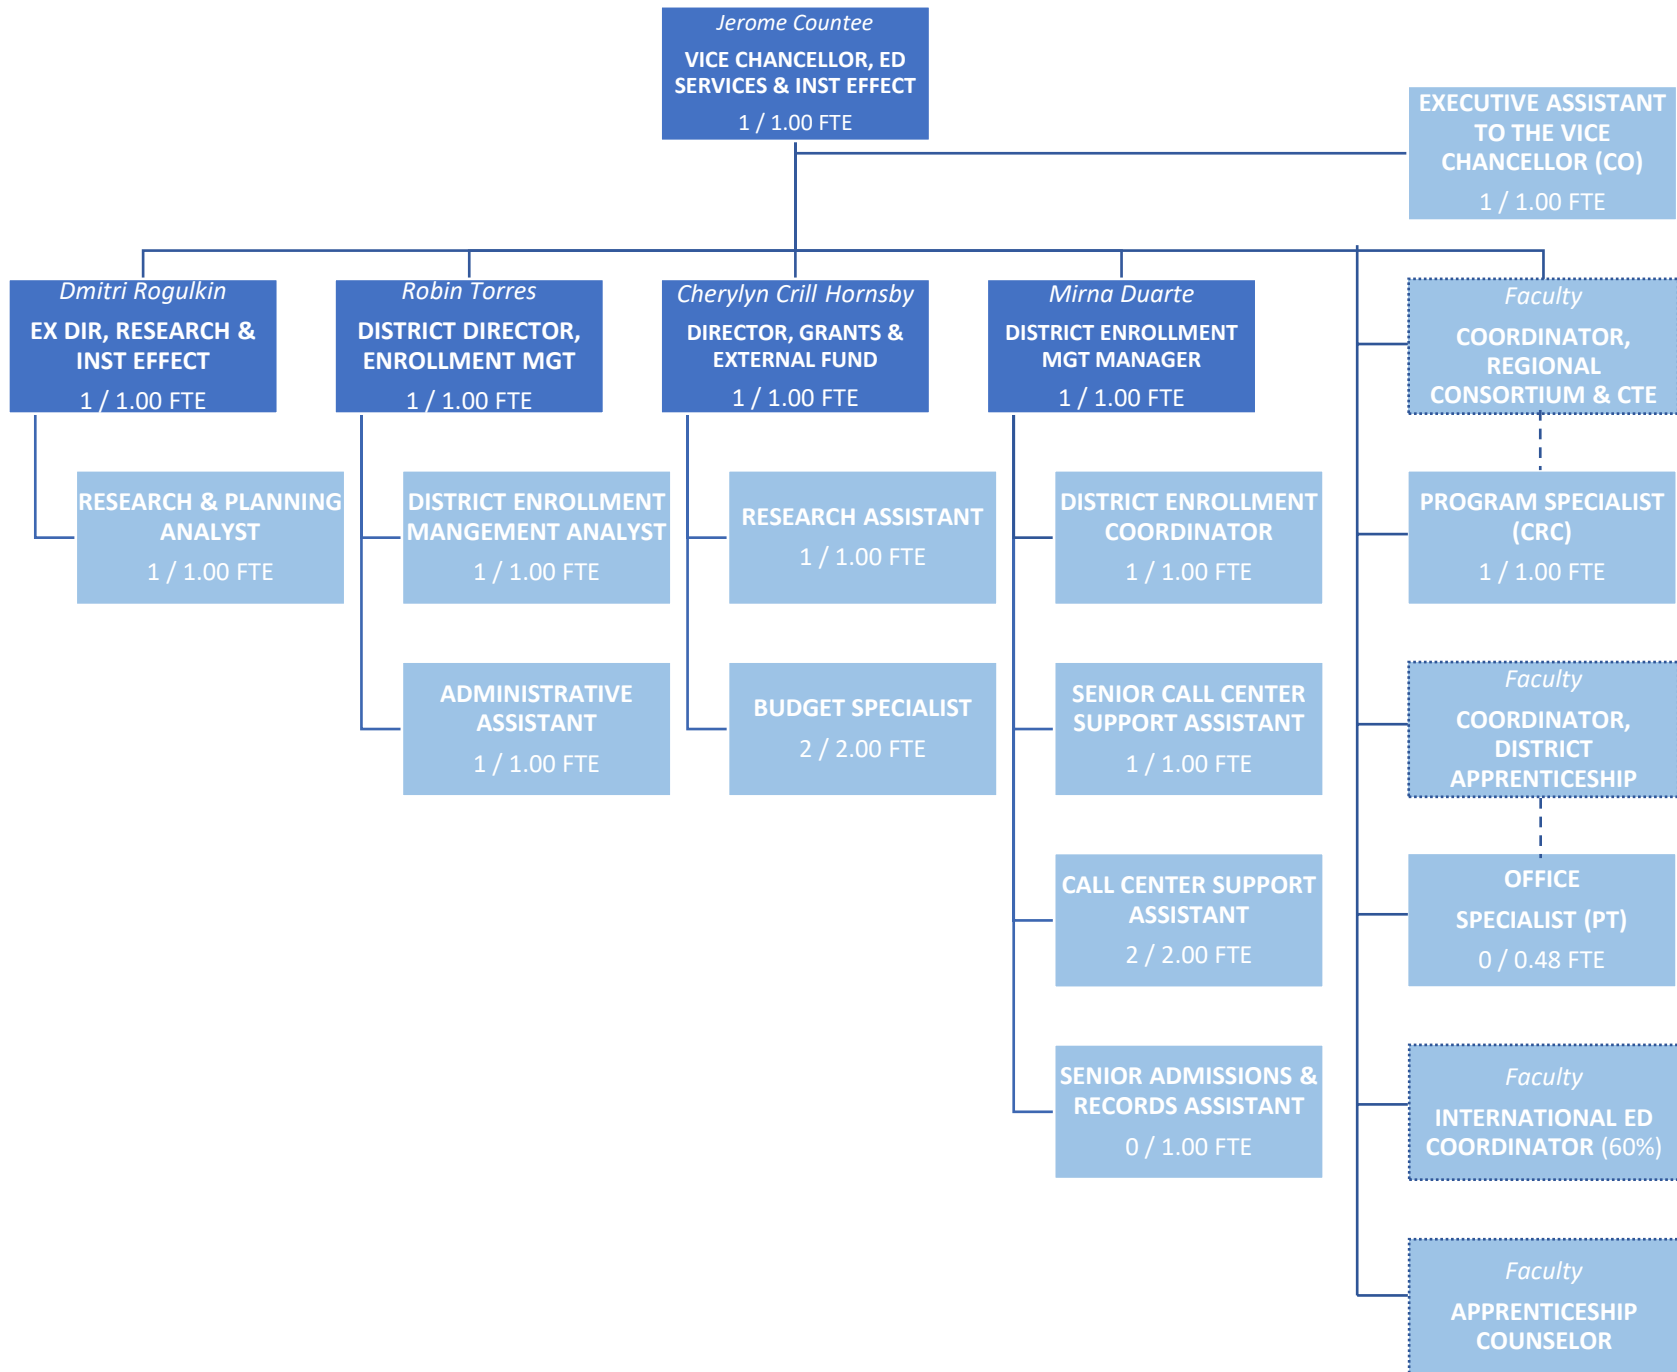 Jerome Countee
VICE CHANCELLOR, ED
SERVICES & INST EFFECT
1 / 1.00 FTE
EXECUTIVE ASSISTANT
TO THE VICE
CHANCELLOR (CO)
1 / 1.00 FTE
Dmitri Rogulkin
EX DIR, RESEARCH &
INST EFFECT
1 / 1.00 FTE
Robin Torres
DISTRICT DIRECTOR,
ENROLLMENT MGT
1 / 1.00 FTE
Cherylyn Crill Hornsby
DIRECTOR, GRANTS &
EXTERNAL FUND
1 / 1.00 FTE
Mirna Duarte
DISTRICT ENROLLMENT
MGT MANAGER
1 / 1.00 FTE
Faculty
COORDINATOR,
REGIONAL
CONSORTIUM & CTE
RESEARCH & PLANNING
ANALYST
1 / 1.00 FTE
DISTRICT ENROLLMENT
MANGEMENT ANALYST
1 / 1.00 FTE
RESEARCH ASSISTANT
1 / 1.00 FTE
DISTRICT ENROLLMENT
COORDINATOR
1 / 1.00 FTE
PROGRAM SPECIALIST
(CRC)
1 / 1.00 FTE
ADMINISTRATIVE
ASSISTANT
1 / 1.00 FTE
BUDGET SPECIALIST
2 / 2.00 FTE
SENIOR CALL CENTER
SUPPORT ASSISTANT
1 / 1.00 FTE
Faculty
COORDINATOR,
DISTRICT
APPRENTICESHIP
CALL CENTER SUPPORT
ASSISTANT
2 / 2.00 FTE
OFFICE
SPECIALIST (PT)
0 / 0.48 FTE
SENIOR ADMISSIONS &
RECORDS ASSISTANT
0 / 1.00 FTE
Faculty
INTERNATIONAL ED
COORDINATOR (60%)
Faculty
APPRENTICESHIP
COUNSELOR